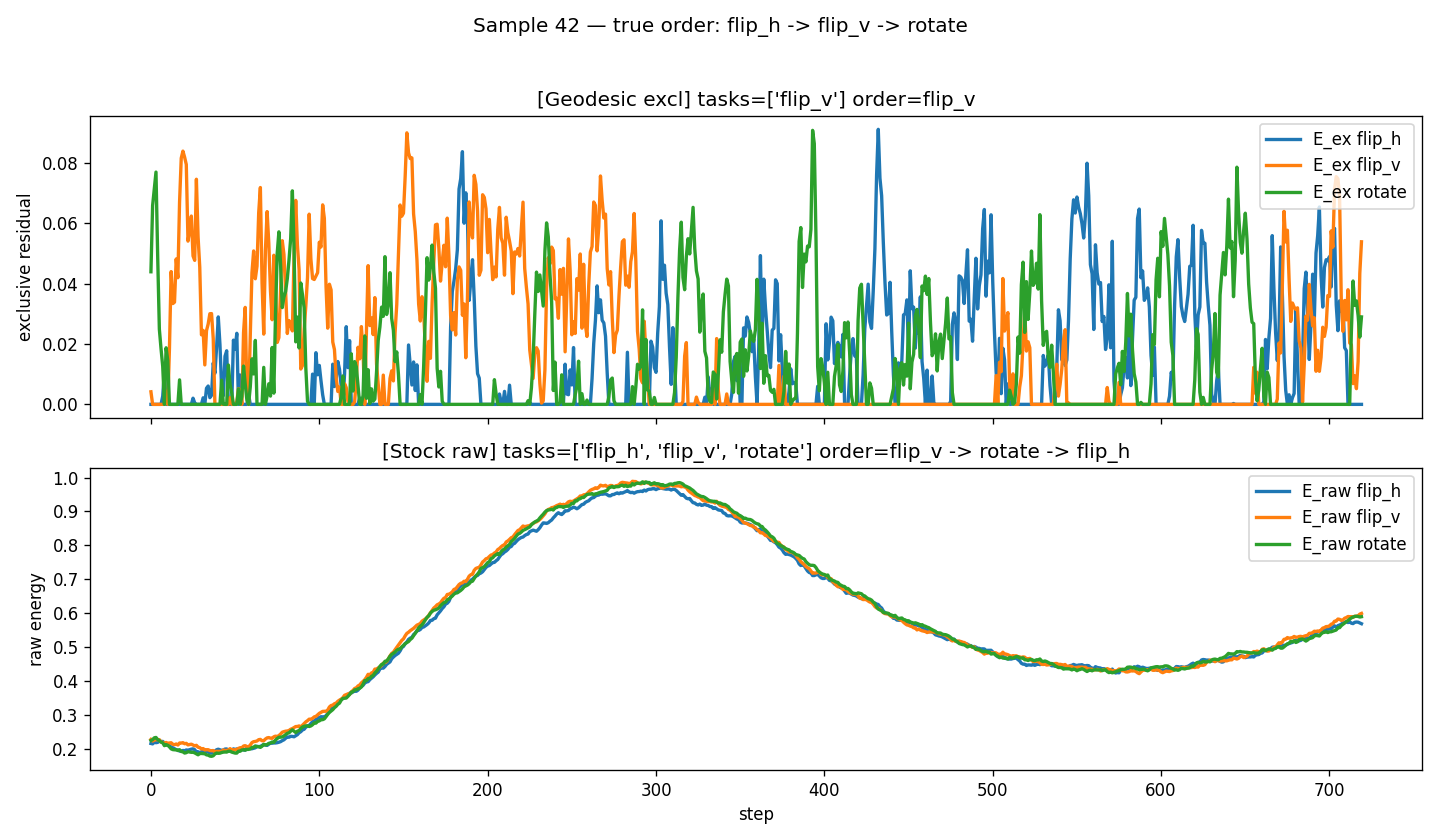 Sample 42 — true order: flip_h -> flip_v -> rotate
[Geodesic excl] tasks=['flip_v'] order=flip_v
exclusive residual
0.08
0.06
0.04
0.02
0.00
E_ex flip_h
E_ex flip_v
E_ex rotate
[Stock raw] tasks=['flip_h', 'flip_v', 'rotate'] order=flip_v -> rotate -> flip_h
raw energy
1.0
0.9
0.8
0.7
0.6
0.5
0.4
0.3
0.2
E_raw flip_h
E_raw flip_v
E_raw rotate
0 100 200 300 400 500 600 700
step